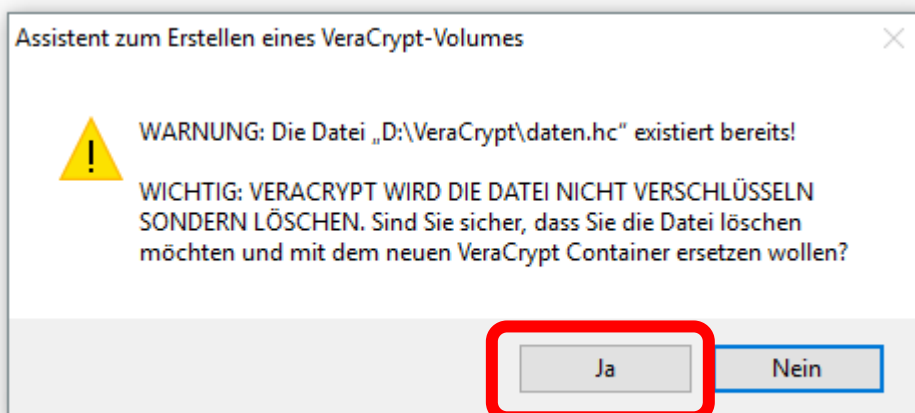 Assistent zum Erstellen eines VeraCrypt-Volumes
WARNUNG: Die Datei „D:\VeraCrypt\daten.hc" existiert bereits!
WICHTIG: VERACRYPT WIRD DIE DATEI NICHT VERSCHLÜSSELN
SONDERN LÖSCHEN. Sind Sie sicher, dass Sie die Datei löschen
möchten und mit dem neuen VeraCrypt Container ersetzen wollen?
Ja
Nein